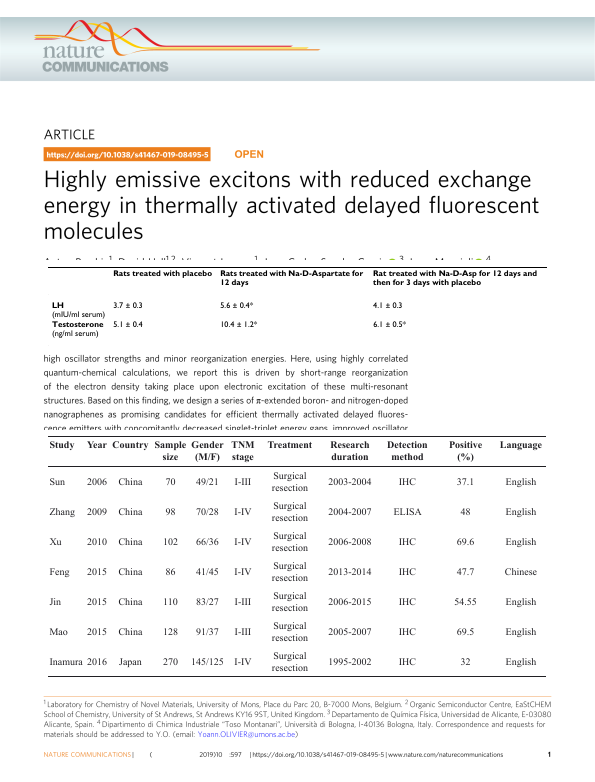 nature
COMMUNICATIONS
ARTICLE
https://doi.org/10.1038/s41467-019-08495-5 OPEN
Highly emissive excitons with reduced exchange
energy in thermally activated delayed fluorescent
molecules
Rats treated with placebo Rats treated with Na-D-Aspartate for 12 days Rat treated with Na-D-Asp for 12 days and then for 3 days with placebo
LH (mIU/ml serum) 3.7 ± 0.3 5.6 ± 0.4* 4.1 ± 0.3
Testosterone (ng/ml serum) 5.1 ± 0.4 10.4 ± 1.2* 6.1 ± 0.5*
high oscillator strengths and minor reorganization energies. Here, using highly correlated
quantum-chemical calculations, we report this is driven by short-range reorganization
of the electron density taking place upon electronic excitation of these multi-resonant
structures. Based on this finding, we design a series of π-extended boron- and nitrogen-doped
nanographenes as promising candidates for efficient thermally activated delayed fluores-
cence emitters with concomitantly decreased singlet-triplet energy gaps, improved oscillator
Study Year Country Sample size Gender (M/F) TNM stage Treatment Research duration Detection method Positive (%) Language
Sun 2006 China 70 49/21 I-III Surgical resection 2003-2004 IHC 37.1 English
Zhang 2009 China 98 70/28 I-IV Surgical resection 2004-2007 ELISA 48 English
Xu 2010 China 102 66/36 I-IV Surgical resection 2006-2008 IHC 69.6 English
Feng 2015 China 86 41/45 I-IV Surgical resection 2013-2014 IHC 47.7 Chinese
Jin 2015 China 110 83/27 I-III Surgical resection 2006-2015 IHC 54.55 English
Mao 2015 China 128 91/37 I-III Surgical resection 2005-2007 IHC 69.5 English
Inamura 2016 Japan 270 145/125 I-IV Surgical resection 1995-2002 IHC 32 English
1 Laboratory for Chemistry of Novel Materials, University of Mons, Place du Parc 20, B-7000 Mons, Belgium. 2 Organic Semiconductor Centre, EaStCHEM
School of Chemistry, University of St Andrews, St Andrews KY16 9ST, United Kingdom. 3 Departamento de Química Física, Universidad de Alicante, E-03080
Alicante, Spain. 4 Dipartimento di Chimica Industriale "Toso Montanari", Università di Bologna, I-40136 Bologna, Italy. Correspondence and requests for
materials should be addressed to Y.O. (email: Yoann.OLIVIER@umons.ac.be)
NATURE COMMUNICATIONS | ( 2019)10 :597 | https://doi.org/10.1038/s41467-019-08495-5 | www.nature.com/naturecommunications 1